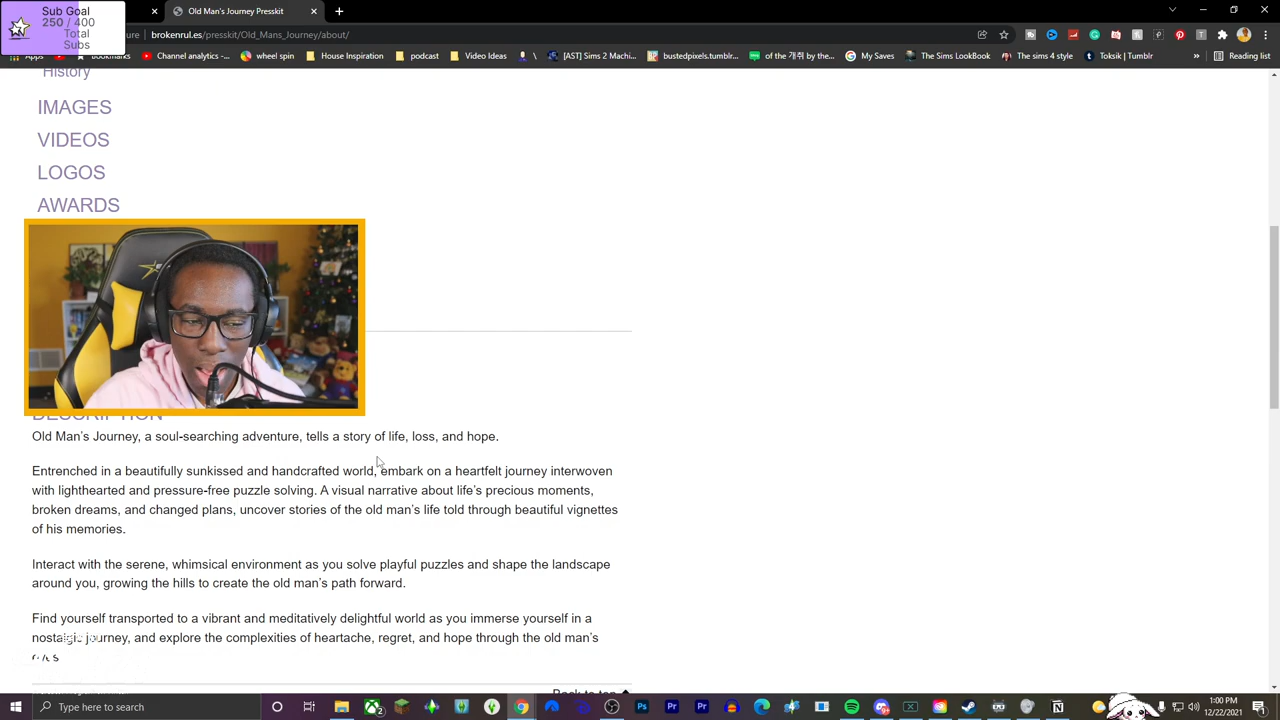 Sub Goal
250 / 400
Total
Subs
Old Man's Journey Presskit
brokenrul.es/presskit/Old_Mans_Journey/about/
Channel analytics -...
wheel spin
House Inspiration
[AST] Sims 2 Machi...
bustedpixels.tumblr...
of the 개죽 by the...
My Saves
The Sims LookBook
The sims 4 style
Toksik | Tumblr
»
Reading list
History
IMAGES
VIDEOS
LOGOS
AWARDS
DESCRIPTION
Old Man's Journey, a soul-searching adventure, tells a story of life, loss, and hope.
Entrenched in a beautifully sunkissed and handcrafted world, embark on a heartfelt journey interwoven
with lighthearted and pressure-free puzzle solving. A visual narrative about life's precious moments,
broken dreams, and changed plans, uncover stories of the old man's life told through beautiful vignettes
of his memories.
Interact with the serene, whimsical environment as you solve playful puzzles and shape the landscape
around you, growing the hills to create the old man's path forward.
Find yourself transported to a vibrant and meditatively delightful world as you immerse yourself in a
nostalgic journey, and explore the complexities of heartache, regret, and hope through the old man's
eyes
Back to top
Type here to search
1:00 PM
12/22/2021